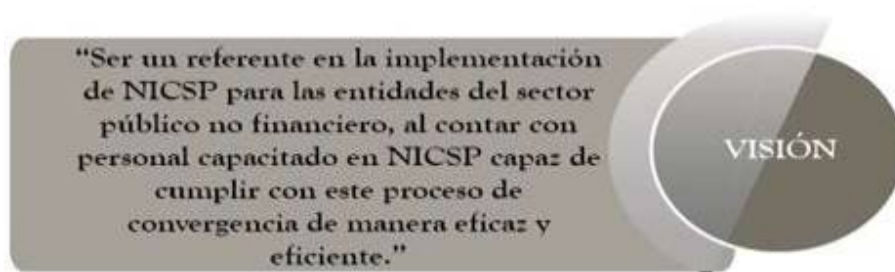 “Ser un referente en la implementación
de NICSP para las entidades del sector
público no financiero, al contar con
personal capacitado en NICSP capaz de
cumplir con este proceso de
convergencia de manera eficaz y
eficiente.”
VISIÓN